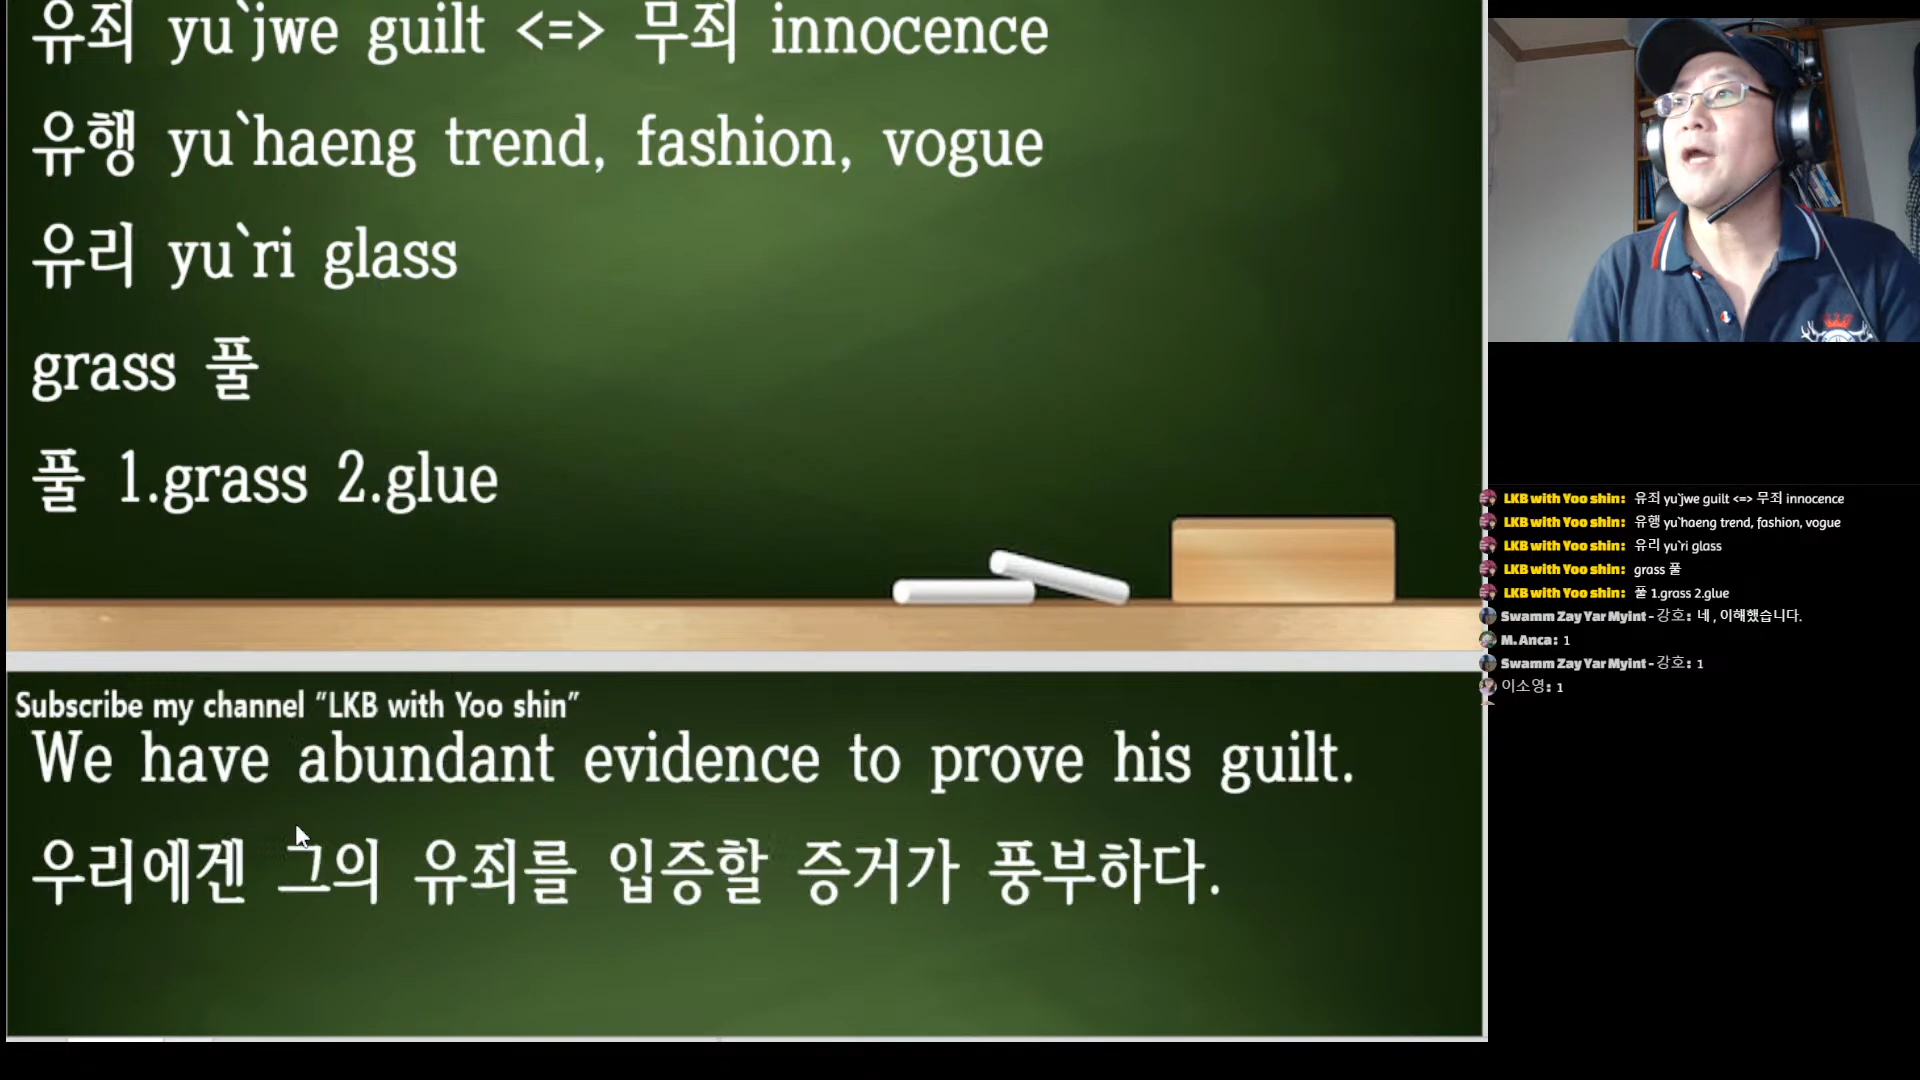 유죄 yu`jwe guilt <=> 무죄 innocence
유행 yu`haeng trend, fashion, vogue
유리 yu`ri glass
grass 풀
풀 1.grass 2.glue
Subscribe my channel “LKB with Yoo shin”
We have abundant evidence to prove his guilt.
우리에겐 그의 유죄를 입증할 증거가 풍부하다.
LKB with Yoo shin: 유죄 yu`jwe guilt <=> 무죄 innocence
LKB with Yoo shin: 유행 yu`haeng trend, fashion, vogue
LKB with Yoo shin: 유리 yu`ri glass
LKB with Yoo shin: grass 풀
LKB with Yoo shin: 풀 1.grass 2.glue
Swamm Zay Yar Myint - 강호: 네 , 이해했습니다.
M. Anca: 1
Swamm Zay Yar Myint - 강호: 1
이소영: 1